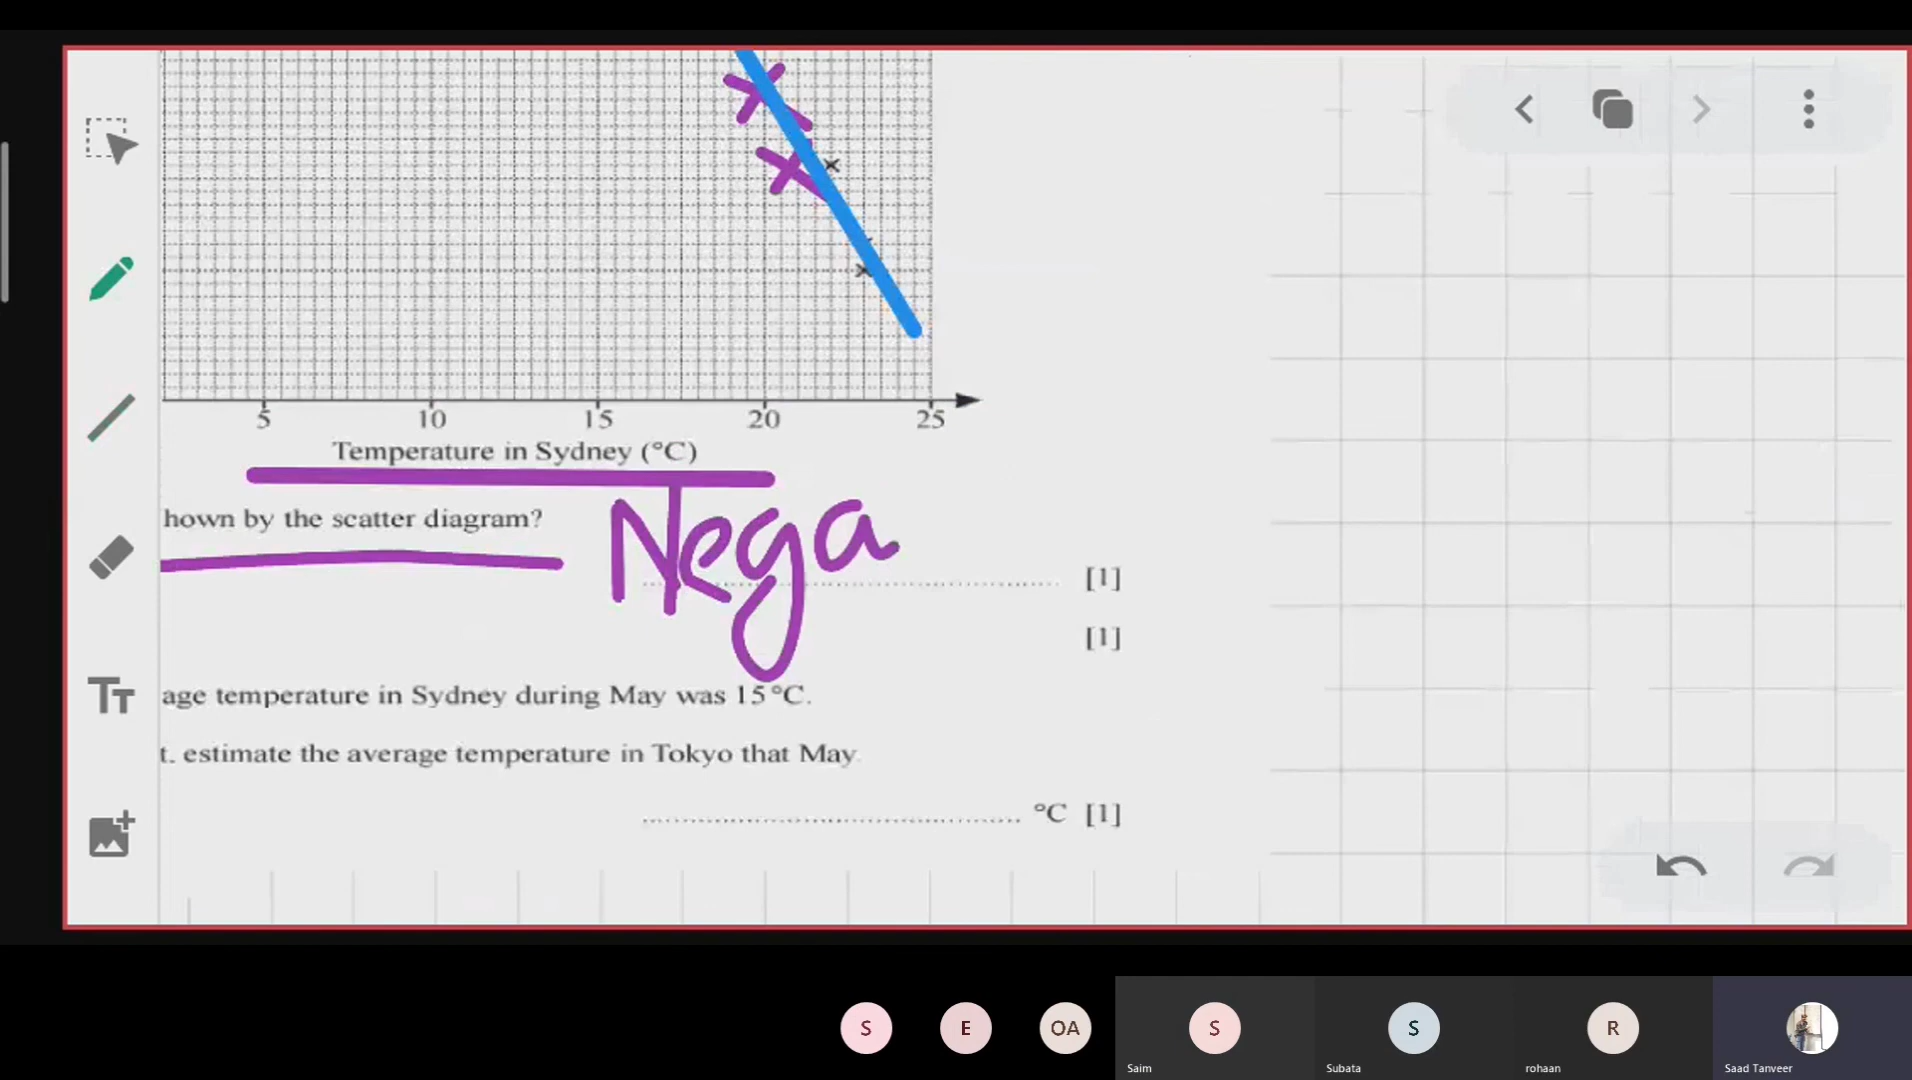 5 10 15 20 25
Temperature in Sydney (°C)
hown by the scatter diagram?
Nega
[1]
[1]
age temperature in Sydney during May was 15 °C.
t. estimate the average temperature in Tokyo that May
°C [1]
TT
S E OA S S R
Saim Subata rohaan Saad Tanveer